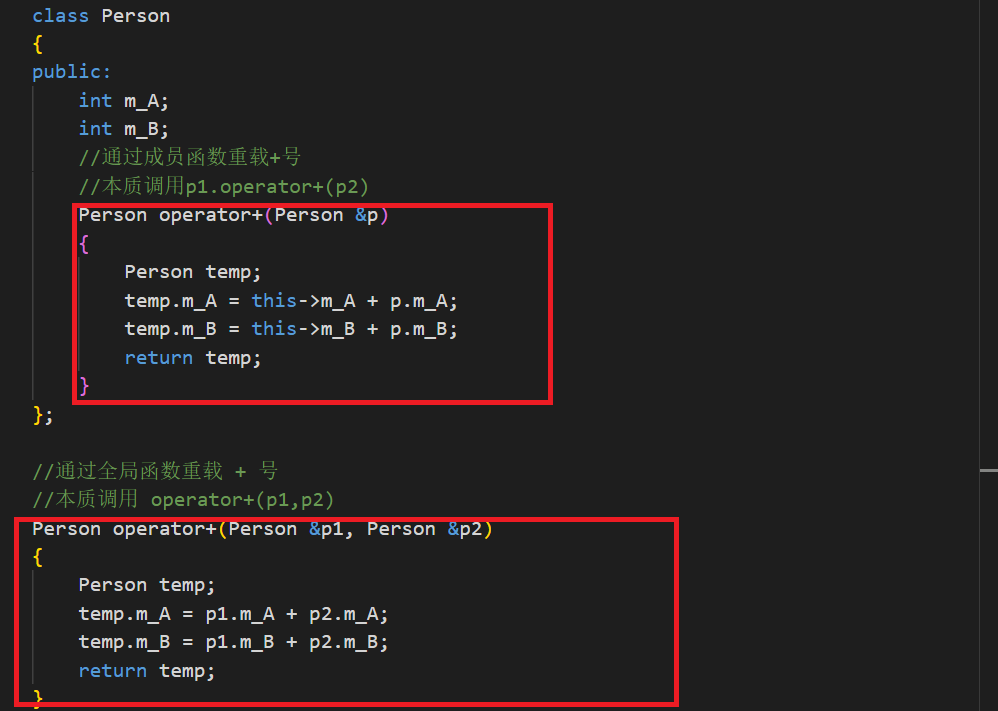 class Person
{
public:
    int m_A;
    int m_B;
    //通过成员函数重载+号
    //本质调用p1.operator+(p2)
    Person operator+(Person &p)
    {
        Person temp;
        temp.m_A = this->m_A + p.m_A;
        temp.m_B = this->m_B + p.m_B;
        return temp;
    }
};
//通过全局函数重载 + 号
//本质调用 operator+(p1,p2)
Person operator+(Person &p1, Person &p2)
{
    Person temp;
    temp.m_A = p1.m_A + p2.m_A;
    temp.m_B = p1.m_B + p2.m_B;
    return temp;
}